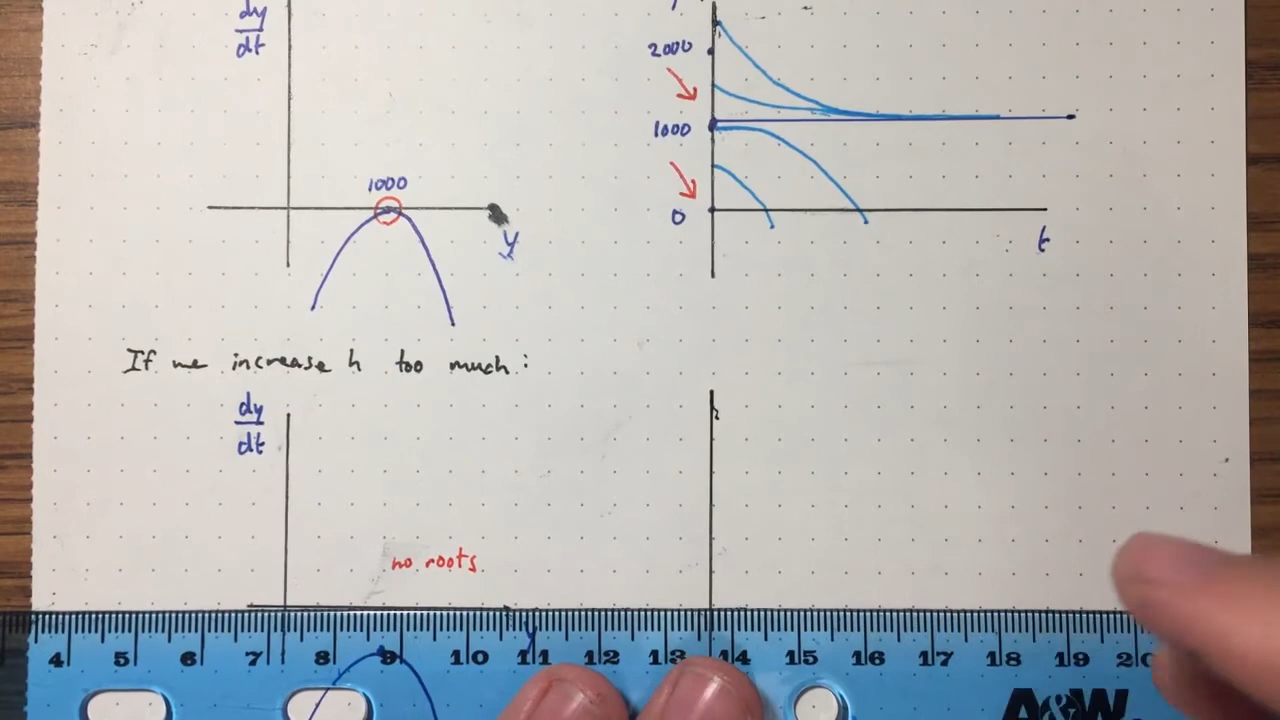 dy
dt
1000
y
2000
1000
0
t
If we increase h too much:
dy
dt
no roots
y
4 5 6 7 8 9 10 11 12 13 14 15 16 17 18 19
A&W